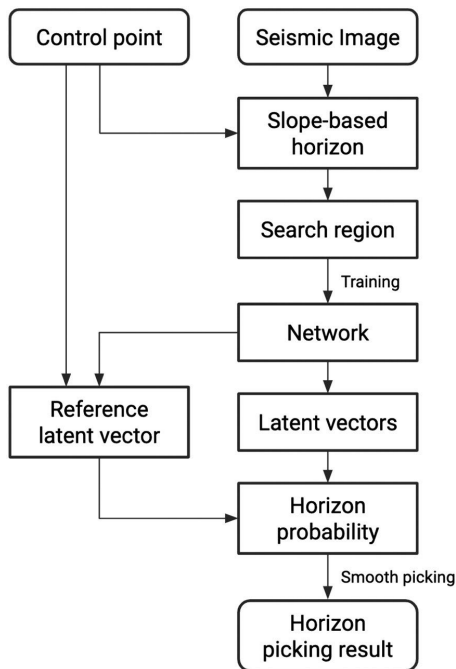 Control point
Seismic Image
Slope-based
horizon
Search region
Training
Network
Reference
latent vector
Latent vectors
Horizon
probability
Smooth picking
Horizon
picking result